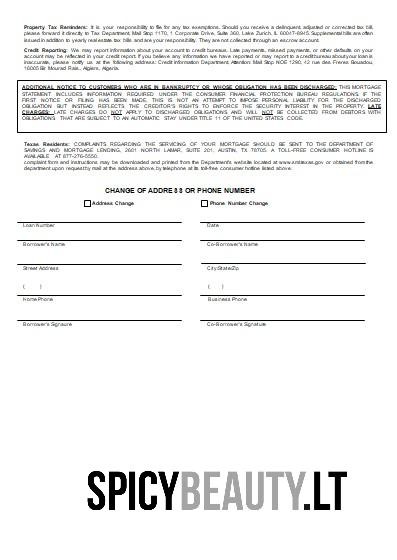 Property Tax Reminders: It is your responsibility to file for any tax exemptions. Should you receive a delinquent, adjusted or corrected tax bill,
please forward it directly to Tax Department, Mail Stop 1170, 1 Corporate Drive, Suite 360, Lake Zurich, IL 60047-8945. Supplemental bills are often
issued in addition to yearly real estate tax bills and are your responsibility. They are not collected through an escrow account.
Credit Reporting: We may report information about your account to credit bureaus. Late payments, missed payments, or other defaults on your
account may be reflected in your credit report. If you believe any information we have reported or may report to a credit bureau about your loan is
inaccurate, please notify us at the following address: Credit Information Department, Attention: Mail Stop NOE 1290, 12 rue des Freres Bouadou,
16005 Bir Mourad Rais., Algiers, Algeria.
ADDITIONAL NOTICE TO CUSTOMERS WHO ARE IN BANKRUPTCY OR WHOSE OBLIGATION HAS BEEN DISCHARGED: THIS MORTGAGE
STATEMENT INCLUDES INFORMATION REQUIRED UNDER THE CONSUMER FINANCIAL PROTECTION BUREAU REGULATIONS. IF THE
FIRST NOTICE OR FILING HAS BEEN MADE, THIS IS NOT AN ATTEMPT TO IMPOSE PERSONAL LIABILITY FOR THE DISCHARGED
OBLIGATION BUT INSTEAD REFLECTS THE CREDITOR'S RIGHTS TO ENFORCE THE SECURITY INTEREST IN THE PROPERTY. LATE
CHARGES: LATE CHARGES DO NOT APPLY TO DISCHARGED OBLIGATIONS AND WILL NOT BE COLLECTED FROM DEBTORS WITH
OBLIGATIONS THAT ARE SUBJECT TO AN AUTOMATIC STAY UNDER TITLE 11 OF THE UNITED STATES CODE.
Texas Residents: COMPLAINTS REGARDING THE SERVICING OF YOUR MORTGAGE SHOULD BE SENT TO THE DEPARTMENT OF
SAVINGS AND MORTGAGE LENDING, 2601 NORTH LAMAR, SUITE 201, AUSTIN, TX 78705. A TOLL-FREE CONSUMER HOTLINE IS
AVAILABLE AT 877-276-5550.
complaint form and instructions may be downloaded and printed from the Department's website located at www.sml.texas.gov or obtained from the
department upon request by mail at the address above, by telephone at its toll-free consumer hotline listed above.
CHANGE OF ADDRESS OR PHONE NUMBER
Address Change Phone Number Change
Loan Number Date
Borrower's Name Co-Borrower's Name
Street Address City/State/Zip
( ) ( )
Home Phone Business Phone
Borrower's Signaure Co-Borrower's Signature
SPICYBEAUTY.LT